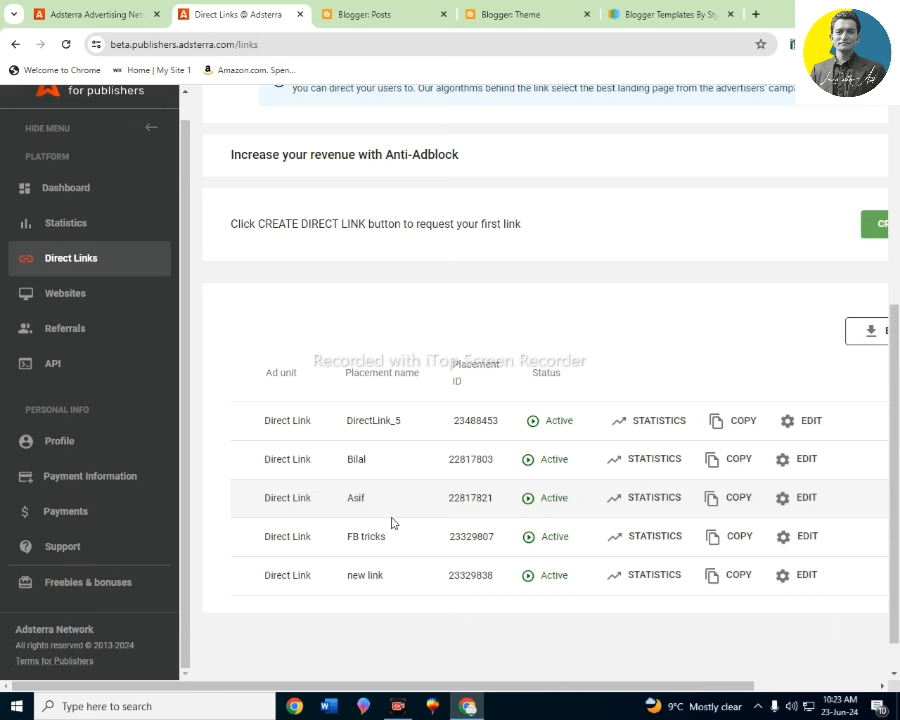 Adsterra Advertising Net
Direct Links @ Adsterra
Blogger: Posts
Blogger: Theme
Blogger Templates By Sty
beta.publishers.adsterra.com/links
Welcome to Chrome
Home | My Site 1
Amazon.com. Spen...
for publishers
HIDE MENU
PLATFORM
Dashboard
Statistics
Direct Links
Websites
Referrals
API
PERSONAL INFO
Profile
Payment Information
Payments
Support
Freebies & bonuses
Adsterra Network
All rights reserved © 2013-2024
Terms for Publishers
you can direct your users to. Our algorithms behind the link select the best landing page from the advertisers' campa
Increase your revenue with Anti-Adblock
Click CREATE DIRECT LINK button to request your first link
CR
E
Recorded with iTop Screen Recorder
Ad unit Placement name Placement ID Status
Direct Link DirectLink_5 23488453 Active STATISTICS COPY EDIT
Direct Link Bilal 22817803 Active STATISTICS COPY EDIT
Direct Link Asif 22817821 Active STATISTICS COPY EDIT
Direct Link FB tricks 23329807 Active STATISTICS COPY EDIT
Direct Link new link 23329838 Active STATISTICS COPY EDIT
Type here to search
9°C Mostly clear
10:23 AM
23-Jun-24
10